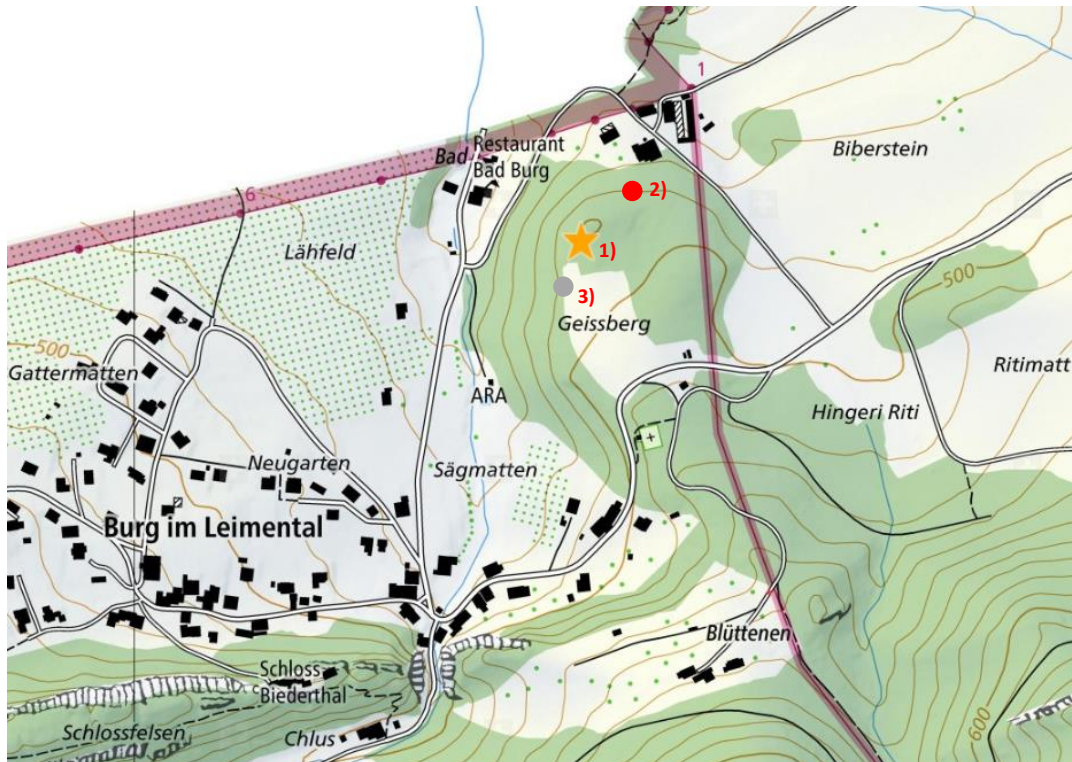 1
Bad
Restaurant
Bad Burg
Biberstein
2)
6
Lähfeld
1)
3)
500
Geissberg
500
Gattermatten
Ritimatt
ARA
Hingeri Riti
Neugarten
Sägmatten
Burg im Leimental
Blüttenen
Schloss
Biederthal
Schlossfelsen
Chlus
600